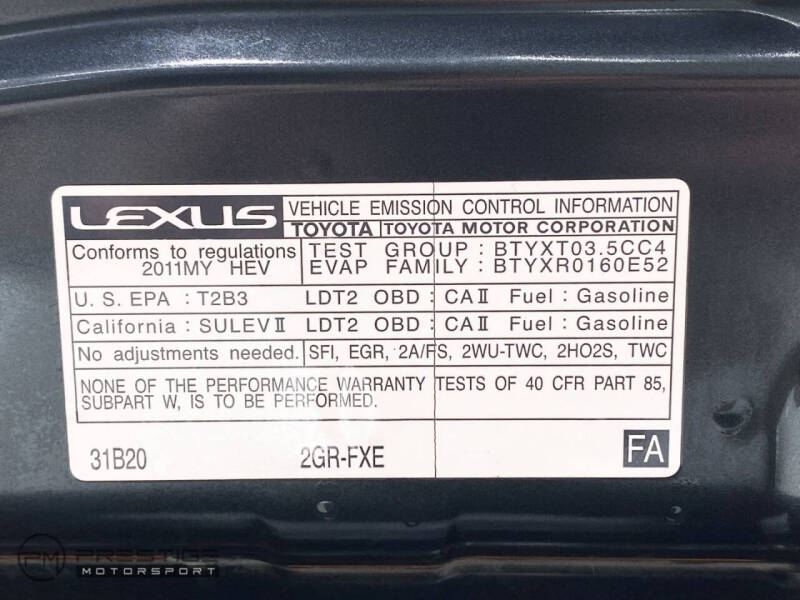 LEXUS VEHICLE EMISSION CONTROL INFORMATION
TOYOTA TOYOTA MOTOR CORPORATION
Conforms to regulations TEST GROUP : BTYXT03.5CC4
2011MY HEV EVAP FAMILY: BTYXR0160E52
U. S. EPA : T2B3 LDT2 OBD : CAⅡ Fuel : Gasoline
California : SULEVⅡ LDT2 OBD : CAⅡ Fuel : Gasoline
No adjustments needed. SFI, EGR, 2A/FS, 2WU-TWC, 2HO2S, TWC
NONE OF THE PERFORMANCE WARRANTY TESTS OF 40 CFR PART 85,
SUBPART W, IS TO BE PERFORMED.
31B20 2GR-FXE FA
PM PRESTIGE
MOTORSPORT